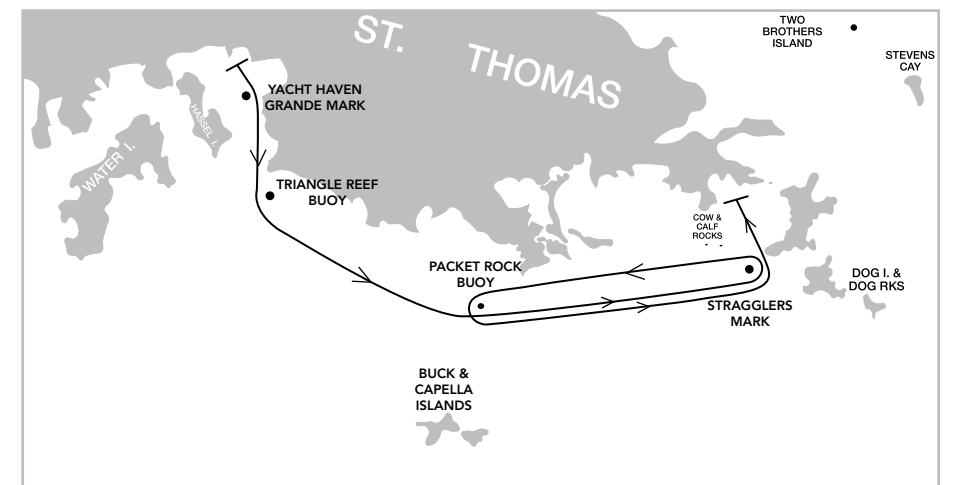 ST.
THOMAS
TWO
BROTHERS
ISLAND
STEVENS
CAY
YACHT HAVEN
GRANDE MARK
HASSEL I.
WATER I.
TRIANGLE REEF
BUOY
COW &
CALF
ROCKS
PACKET ROCK
BUOY
DOG I. &
DOG RKS
STRAGGLERS
MARK
BUCK &
CAPELLA
ISLANDS